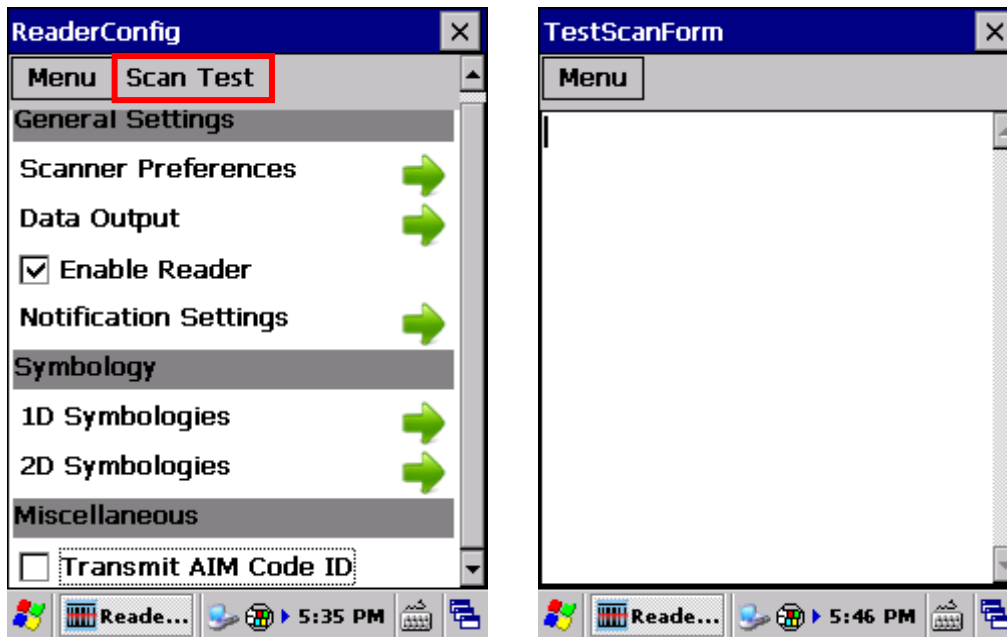 ReaderConfig
Menu Scan Test
General Settings
Scanner Preferences
Data Output
Enable Reader
Notification Settings
Symbology
1D Symbologies
2D Symbologies
Miscellaneous
Transmit AIM Code ID
Reade... 5:35 PM
TestScanForm
Menu
Reade... 5:46 PM